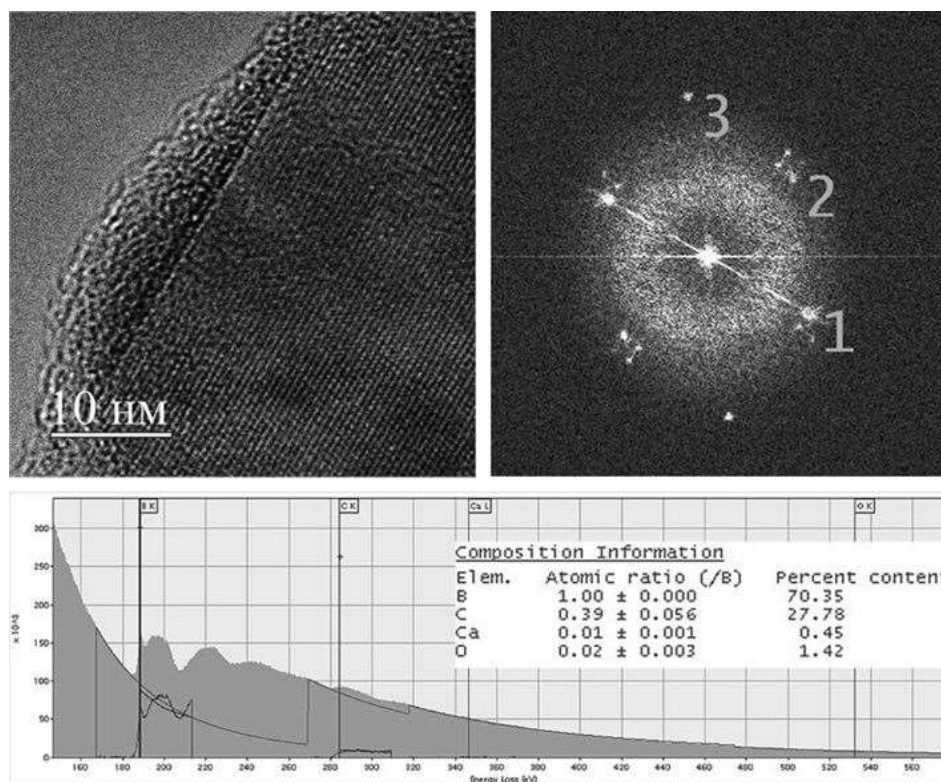 10 нм
3
2
1
B K
C K
Ca L
O K
Composition Information
Elem. Atomic ratio (/B) Percent content
B 1.00 ± 0.000 70.35
C 0.39 ± 0.056 27.78
Ca 0.01 ± 0.001 0.45
O 0.02 ± 0.003 1.42
300
250
200
150
100
50
0
160 180 200 220 240 260 280 300 320 340 360 380 400 420 440 460 480 500 520 540 560
Energy Loss (eV)